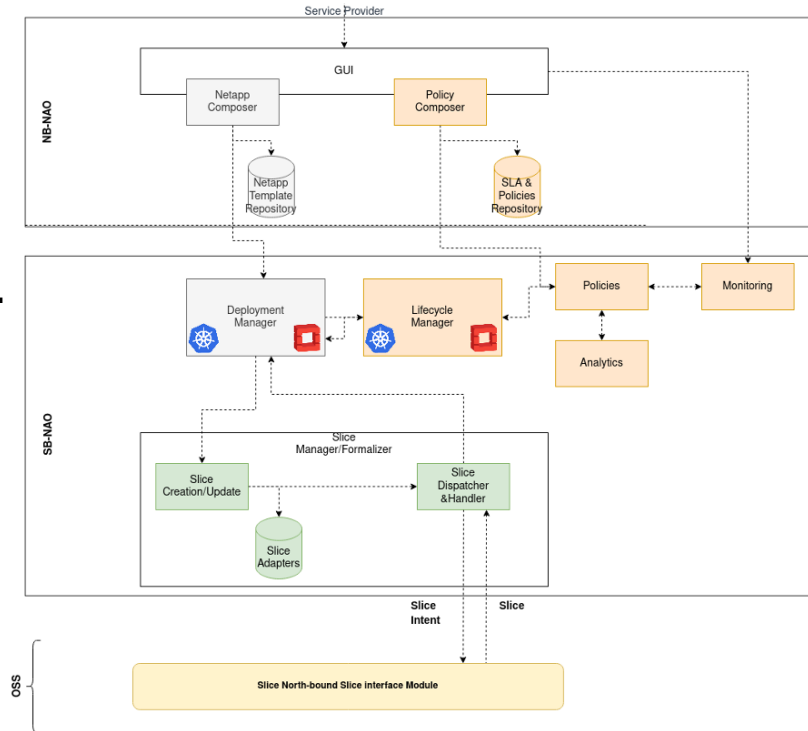 Service Provider
GUI
NB-NAO
Netapp
Composer
Policy
Composer
Netapp
Template
Repository
SLA &
Policies
Repository
SB-NAO
Deployment
Manager
Lifecycle
Manager
Policies
Monitoring
Analytics
Slice
Manager/Formalizer
Slice
Creation/Update
Slice
Dispatcher
&Handler
Slice
Adapters
Slice
Intent
Slice
OSS
Slice North-bound Slice interface Module